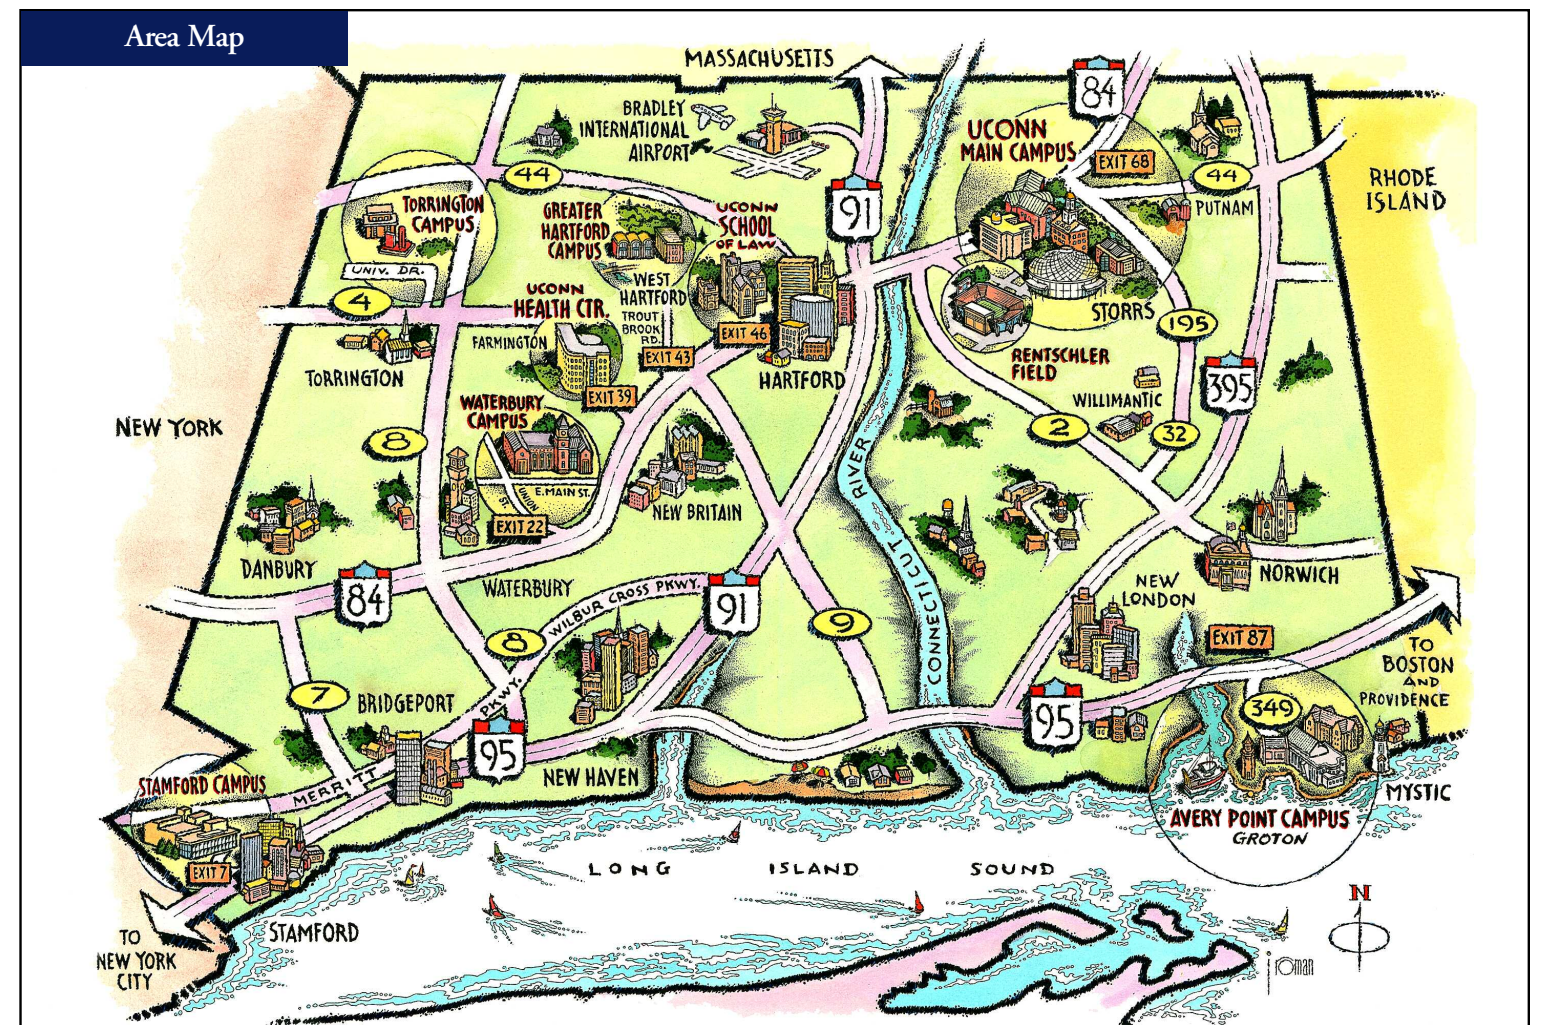 Area Map
MASSACHUSETTS
84
BRADLEY
INTERNATIONAL
AIRPORT
UCONN
MAIN CAMPUS
EXIT 68
44
44
PUTNAM
RHODE
ISLAND
TORRINGTON
CAMPUS
GREATER
HARTFORD
CAMPUS
UCONN
SCHOOL
OF LAW
91
UNIV. DR.
WEST
HARTFORD
TROUT
BROOK
RD.
4
UCONN
HEALTH CTR.
FARMINGTON
EXIT 46
EXIT 43
EXIT 39
STORRS
195
TORRINGTON
HARTFORD
RENTSCHLER
FIELD
395
WILLIMANTIC
NEW YORK
WATERBURY
CAMPUS
8
2
32
E. MAIN ST.
UNION
ST.
EXIT 22
NEW BRITAIN
RIVER
CONNECTICUT
DANBURY
84
WATERBURY
WILBUR CROSS PKWY.
91
8
9
NEW
LONDON
NORWICH
EXIT 87
TO
BOSTON
AND
PROVIDENCE
7
BRIDGEPORT
PKWY.
95
95
349
MERRITT
NEW HAVEN
STAMFORD CAMPUS
MYSTIC
AVERY POINT CAMPUS
GROTON
EXIT 7
LONG ISLAND SOUND
STAMFORD
TO
NEW YORK
CITY
N
roman